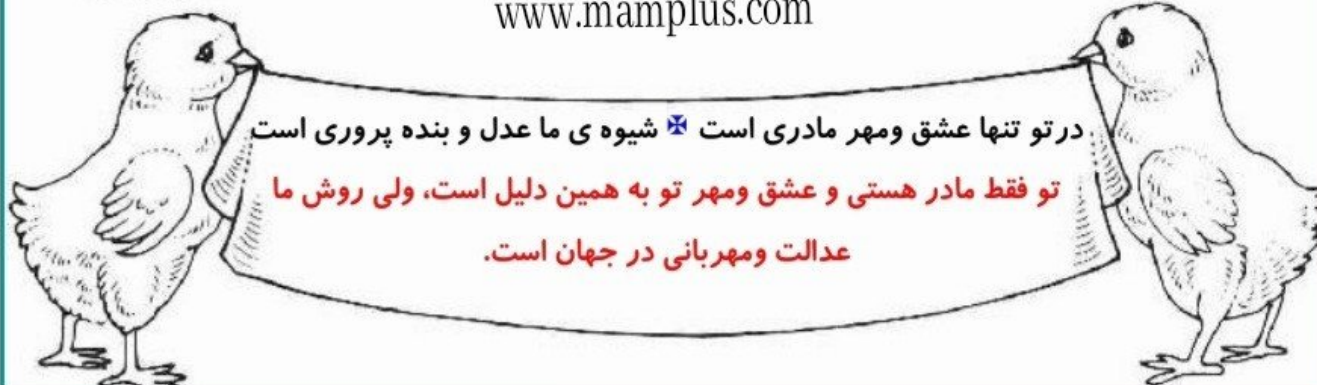 www.mamplus.com
درتو تنها عشق ومهر مادری است ✠ شیوه ی ما عدل و بنده پروری است
تو فقط مادر هستی و عشق ومهر تو به همین دلیل است، ولی روش ما
عدالت ومهربانی در جهان است.